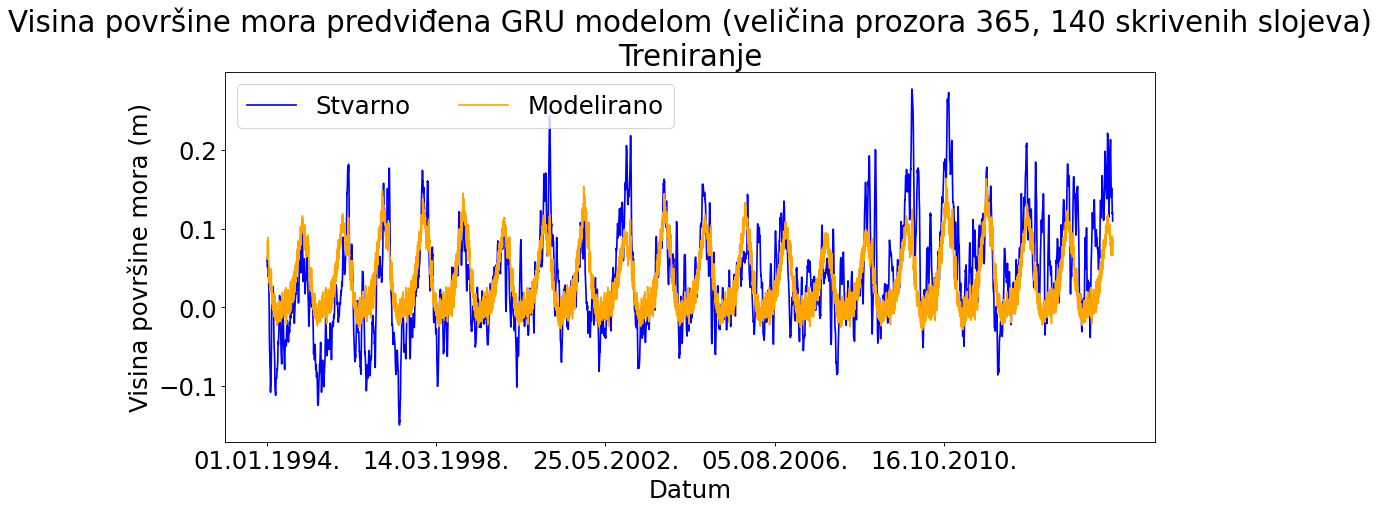 Visina površine mora predviđena GRU modelom (veličina prozora 365, 140 skrivenih slojeva)
Treniranje
Stvarno
Modelirano
Visina površine mora (m)
0.2
0.1
0.0
−0.1
01.01.1994.
14.03.1998.
25.05.2002.
05.08.2006.
16.10.2010.
Datum